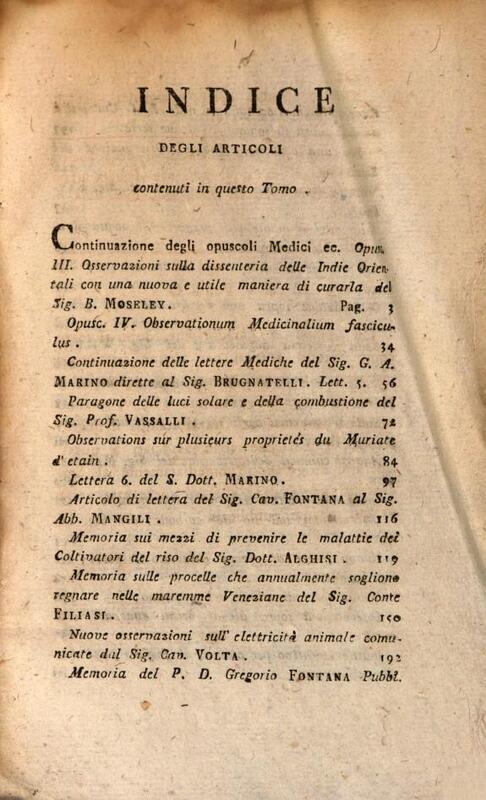 INDICE
DEGLI ARTICOLI
contenuti in questo Tomo .
Continuazione degli opuscoli Medici ec. Opus.
III. Osservazioni sulla dissenteria delle Indie Orien-
tali con una nuova e utile maniera di curarla del
Sig. B. MOSELEY. Pag. 3
Opusc. IV. Observationum Medicinalium fascicu-
lus . 34
Continuazione delle lettere Mediche del Sig. G. A.
MARINO dirette al Sig. BRUGNATELLI. Lett. 5. 56
Paragone delle luci solare e della combustione del
Sig. Prof. VASSALLI . 72
Observations sur plusieurs proprietés du Muriate
d'etain . 84
Lettera 6. del S. Dott. MARINO. 97
Articolo di lettera del Sig. Cav. FONTANA al Sig.
Abb. MANGILI . 116
Memoria sui mezzi di prevenire le malattie dei
Coltivatori del riso del Sig. Dott. ALGHISI . 119
Memoria sulle procelle che annualmente sogliono
regnare nelle maremme Veneziane del Sig. Conte
FILIASI. 150
Nuove osservazioni sull' elettricità animale comu-
nicate dal Sig. Cav. VOLTA . 192
Memoria del P. D. Gregorio FONTANA Pubbl.